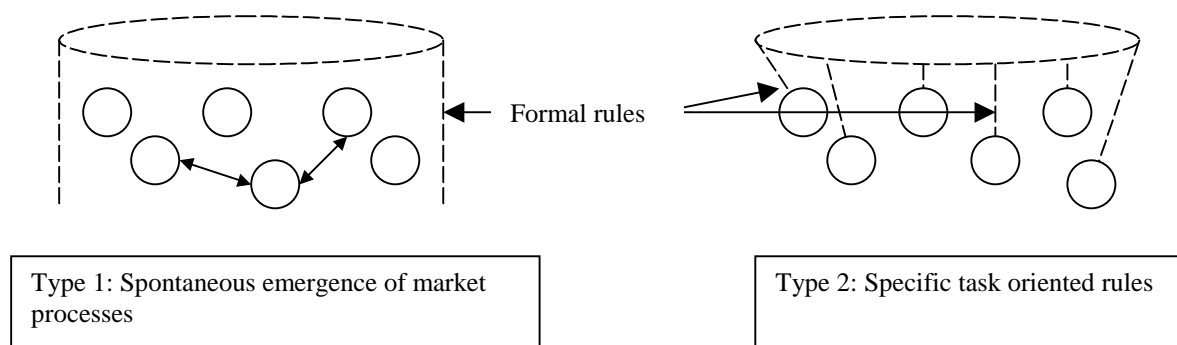 Formal rules
Type 1: Spontaneous emergence of market
processes
Type 2: Specific task oriented rules